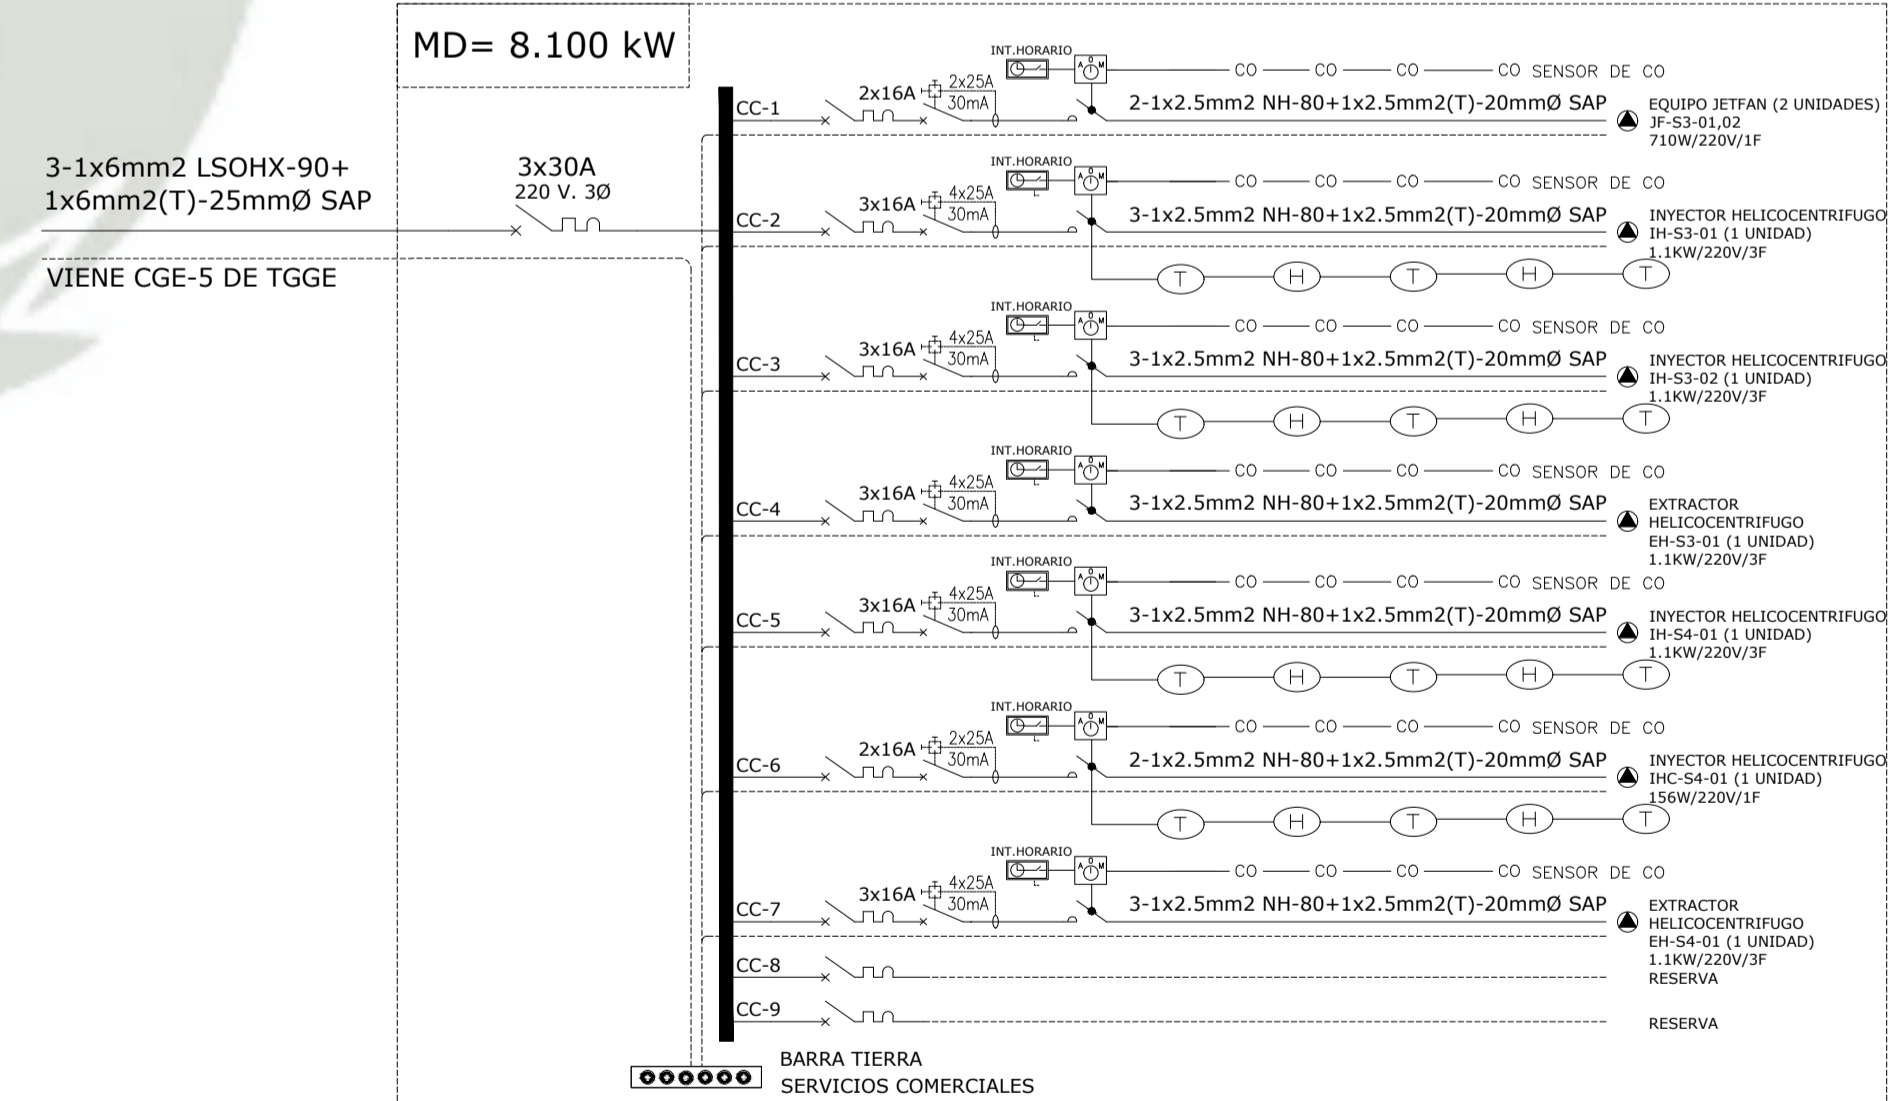 MD= 8.100 kW
3-1x6mm2 LSOHX-90+
1x6mm2(T)-25mmØ SAP
VIENE CGE-5 DE TGGE
3x30A
220 V. 3Ø
INT.HORARIO
A O M
CO CO CO CO SENSOR DE CO
CC-1
2x16A
2x25A
30mA
2-1x2.5mm2 NH-80+1x2.5mm2(T)-20mmØ SAP
EQUIPO JETFAN (2 UNIDADES)
JF-S3-01,02
710W/220V/1F
INT.HORARIO
A O M
CO CO CO CO SENSOR DE CO
CC-2
3x16A
4x25A
30mA
3-1x2.5mm2 NH-80+1x2.5mm2(T)-20mmØ SAP
INYECTOR HELICOCENTRIFUGO
IH-S3-01 (1 UNIDAD)
1.1KW/220V/3F
T H T H T
INT.HORARIO
A O M
CO CO CO CO SENSOR DE CO
CC-3
3x16A
4x25A
30mA
3-1x2.5mm2 NH-80+1x2.5mm2(T)-20mmØ SAP
INYECTOR HELICOCENTRIFUGO
IH-S3-02 (1 UNIDAD)
1.1KW/220V/3F
T H T H T
INT.HORARIO
A O M
CO CO CO CO SENSOR DE CO
CC-4
3x16A
4x25A
30mA
3-1x2.5mm2 NH-80+1x2.5mm2(T)-20mmØ SAP
EXTRACTOR
HELICOCENTRIFUGO
EH-S3-01 (1 UNIDAD)
1.1KW/220V/3F
INT.HORARIO
A O M
CO CO CO CO SENSOR DE CO
CC-5
3x16A
4x25A
30mA
3-1x2.5mm2 NH-80+1x2.5mm2(T)-20mmØ SAP
INYECTOR HELICOCENTRIFUGO
IH-S4-01 (1 UNIDAD)
1.1KW/220V/3F
T H T H T
INT.HORARIO
A O M
CO CO CO CO SENSOR DE CO
CC-6
2x16A
2x25A
30mA
2-1x2.5mm2 NH-80+1x2.5mm2(T)-20mmØ SAP
INYECTOR HELICOCENTRIFUGO
IHC-S4-01 (1 UNIDAD)
156W/220V/1F
T H T H T
INT.HORARIO
A O M
CO CO CO CO SENSOR DE CO
CC-7
3x16A
4x25A
30mA
3-1x2.5mm2 NH-80+1x2.5mm2(T)-20mmØ SAP
EXTRACTOR
HELICOCENTRIFUGO
EH-S4-01 (1 UNIDAD)
1.1KW/220V/3F
CC-8
RESERVA
CC-9
RESERVA
BARRA TIERRA
SERVICIOS COMERCIALES